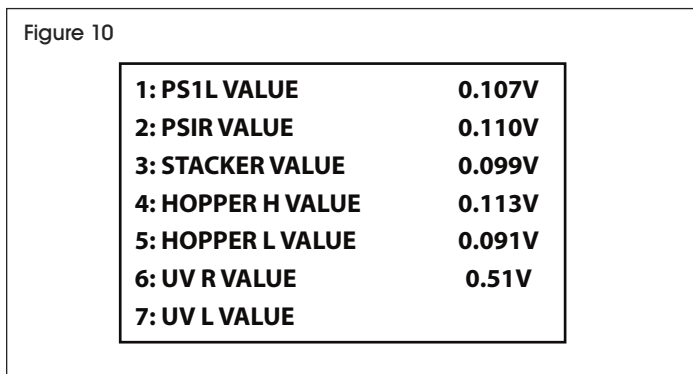 Figure 10
1: PS1L VALUE 0.107V
2: PSIR VALUE 0.110V
3: STACKER VALUE 0.099V
4: HOPPER H VALUE 0.113V
5: HOPPER L VALUE 0.091V
6: UV R VALUE 0.51V
7: UV L VALUE